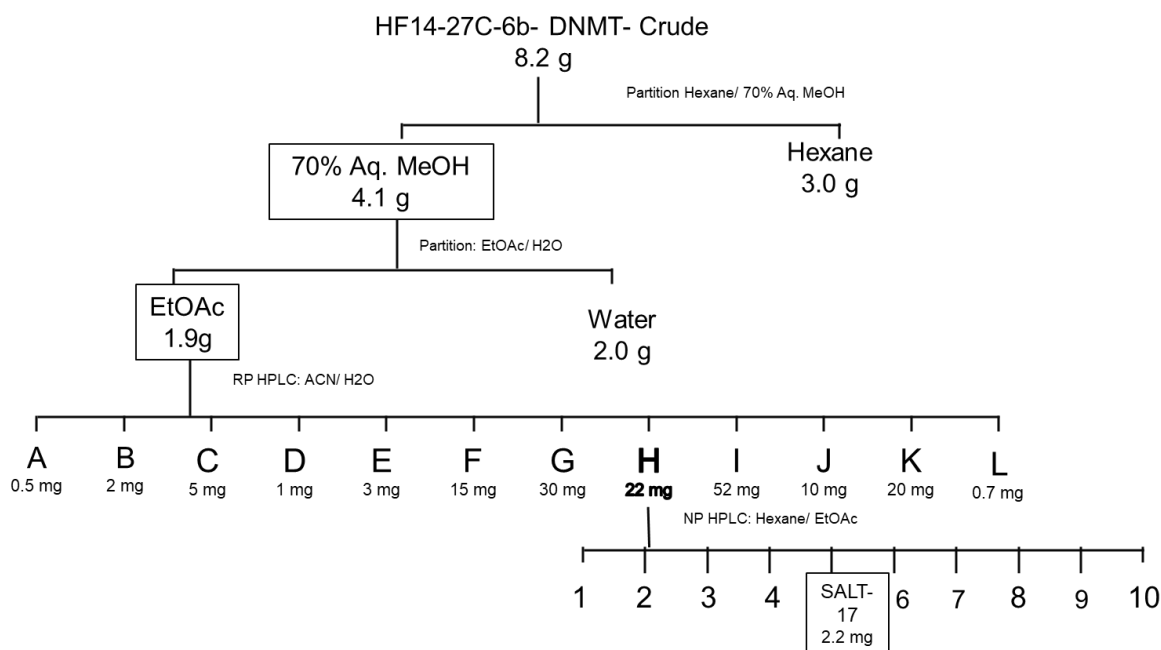 HF14-27C-6b- DNMT- Crude
8.2 g
Partition Hexane/ 70% Aq. MeOH
70% Aq. MeOH
4.1 g
Hexane
3.0 g
Partition: EtOAc/ H2O
EtOAc
1.9g
Water
2.0 g
RP HPLC: ACN/ H2O
A B C D E F G H I J K L
0.5 mg 2 mg 5 mg 1 mg 3 mg 15 mg 30 mg 22 mg 52 mg 10 mg 20 mg 0.7 mg
NP HPLC: Hexane/ EtOAc
1 2 3 4 6 7 8 9 10
SALT-
17
2.2 mg